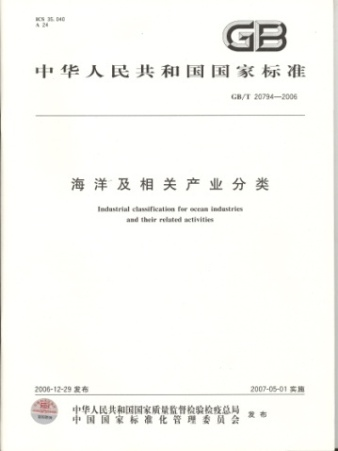 ICS 35.040
A 24
GB
中华人民共和国国家标准
GB/T 20794—2006
海洋及相关产业分类
Industrial classification for ocean industries
and their related activities
2006-12-29 发布
2007-05-01 实施
中华人民共和国国家质量监督检验检疫总局
中国国家标准化管理委员会
发布